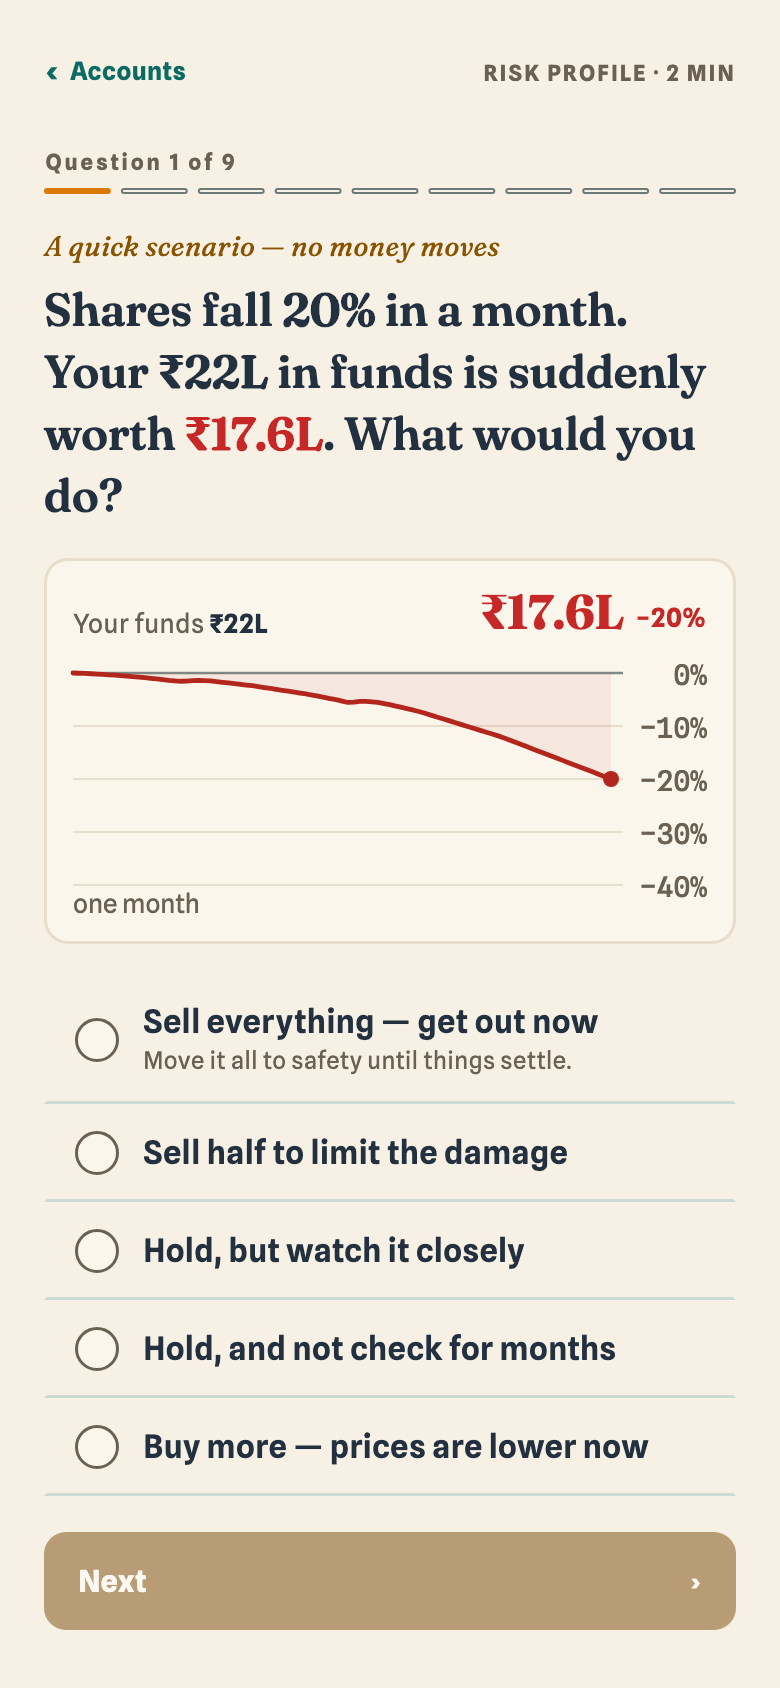 ‹ Accounts
RISK PROFILE · 2 MIN
Question 1 of 9
A quick scenario — no money moves
Shares fall 20% in a month.
Your ₹22L in funds is suddenly
worth ₹17.6L. What would you
do?
Your funds ₹22L
₹17.6L −20%
0%
−10%
−20%
−30%
−40%
one month
Sell everything — get out now
Move it all to safety until things settle.
Sell half to limit the damage
Hold, but watch it closely
Hold, and not check for months
Buy more — prices are lower now
Next ›